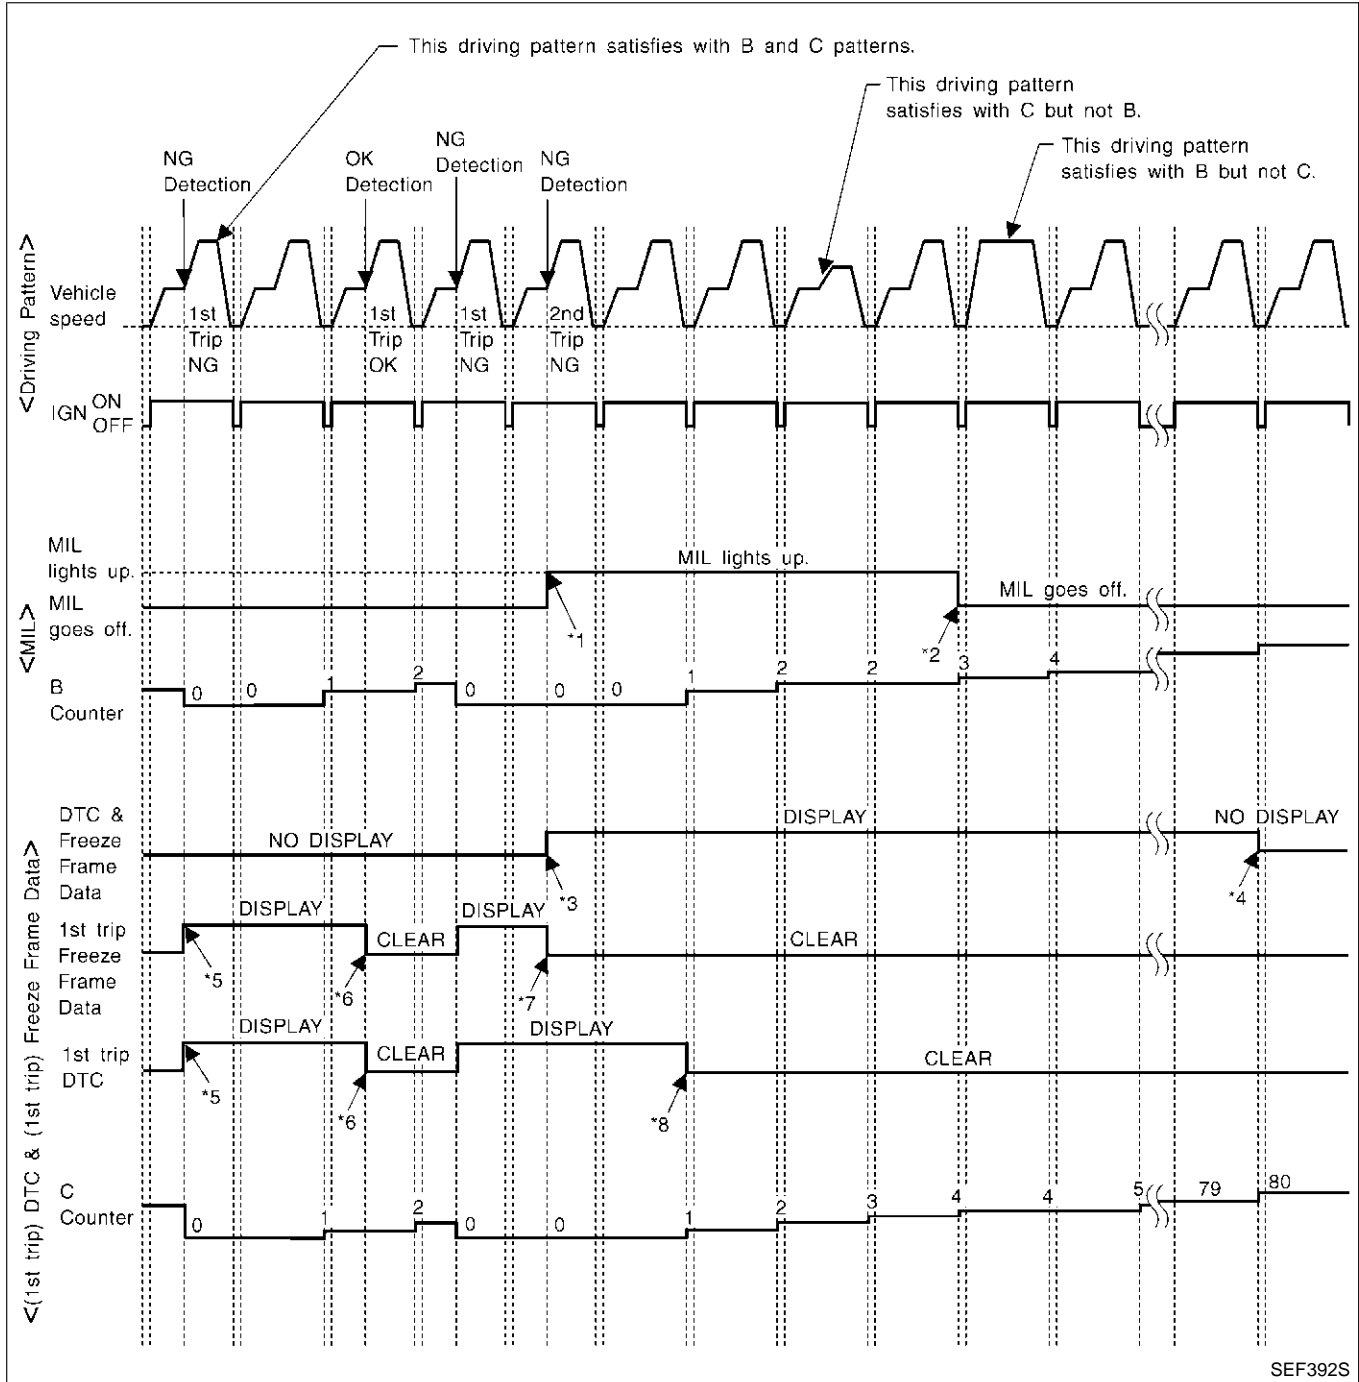 This driving pattern satisfies with B and C patterns.
This driving pattern
satisfies with C but not B.
This driving pattern
satisfies with B but not C.
NG
Detection
OK
Detection
NG
Detection
NG
Detection
<Driving Pattern>
Vehicle
speed
1st
Trip
NG
1st
Trip
OK
1st
Trip
NG
2nd
Trip
NG
IGN ON
OFF
<MIL>
MIL
lights up.
MIL
goes off.
MIL lights up.
MIL goes off.
*1
*2
B
Counter
0 0 1 2 0 0 0 1 2 2 3 4
<(1st trip) DTC & (1st trip) Freeze Frame Data>
DTC &
Freeze
Frame
Data
NO DISPLAY
DISPLAY
NO DISPLAY
*3
*4
1st trip
Freeze
Frame
Data
DISPLAY
CLEAR
DISPLAY
CLEAR
*5
*6
*7
1st trip
DTC
DISPLAY
CLEAR
DISPLAY
CLEAR
*5
*6
*8
C
Counter
0 1 2 0 0 1 2 3 4 4 5 79 80
SEF392S